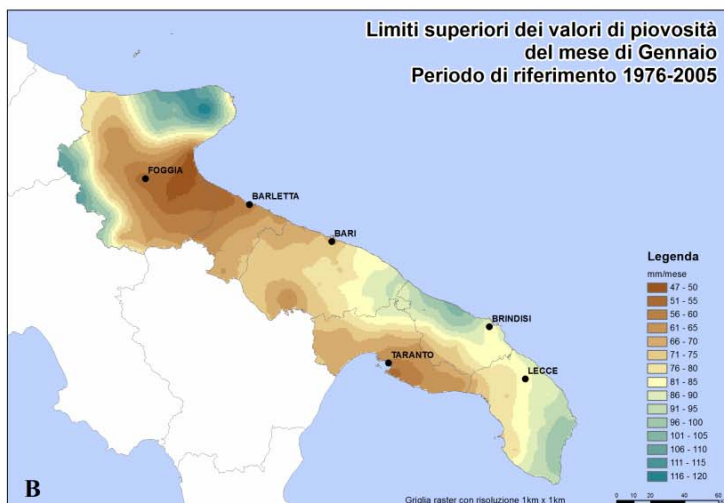 Limiti superiori dei valori di piovosità
del mese di Gennaio
Periodo di riferimento 1976-2005
FOGGIA
BARLETTA
BARI
BRINDISI
TARANTO
LECCE
Legenda
mm/mese
47 - 50
51 - 55
56 - 60
61 - 65
66 - 70
71 - 75
76 - 80
81 - 85
86 - 90
91 - 95
96 - 100
101 - 105
106 - 110
111 - 115
116 - 120
B
Griglia raster con risoluzione 1km x 1km